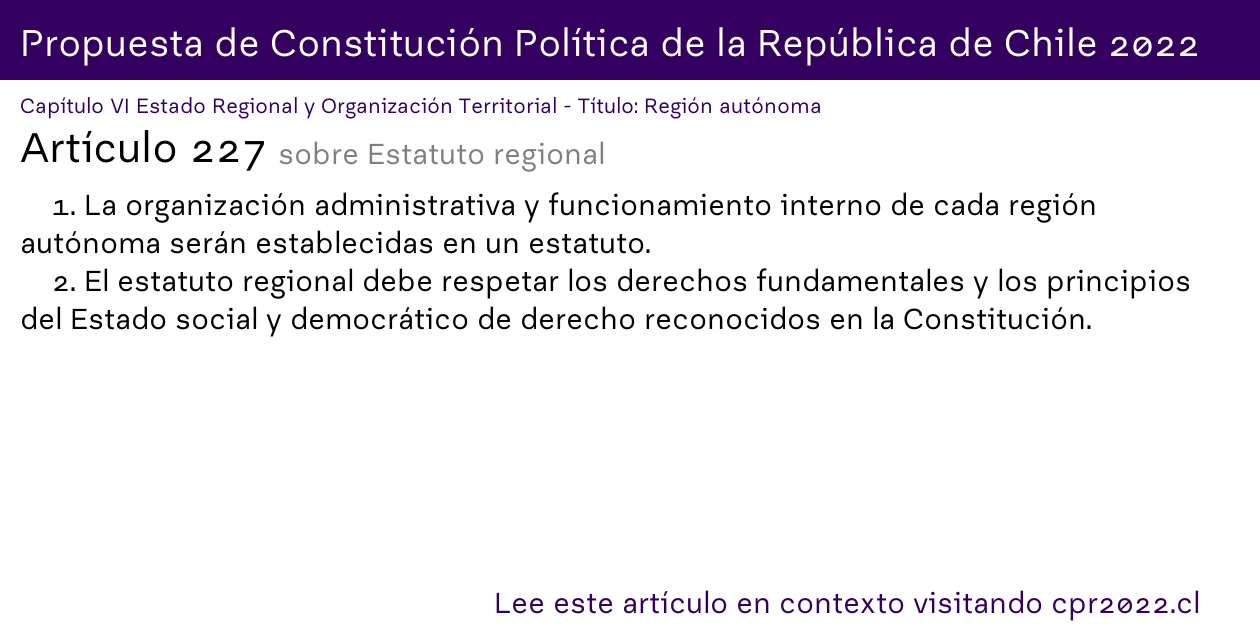 Propuesta de Constitución Política de la República de Chile 2022
Capítulo VI Estado Regional y Organización Territorial - Título: Región autónoma
Artículo 227 sobre Estatuto regional
1. La organización administrativa y funcionamiento interno de cada región
autónoma serán establecidas en un estatuto.
2. El estatuto regional debe respetar los derechos fundamentales y los principios
del Estado social y democrático de derecho reconocidos en la Constitución.
Lee este artículo en contexto visitando cpr2022.cl